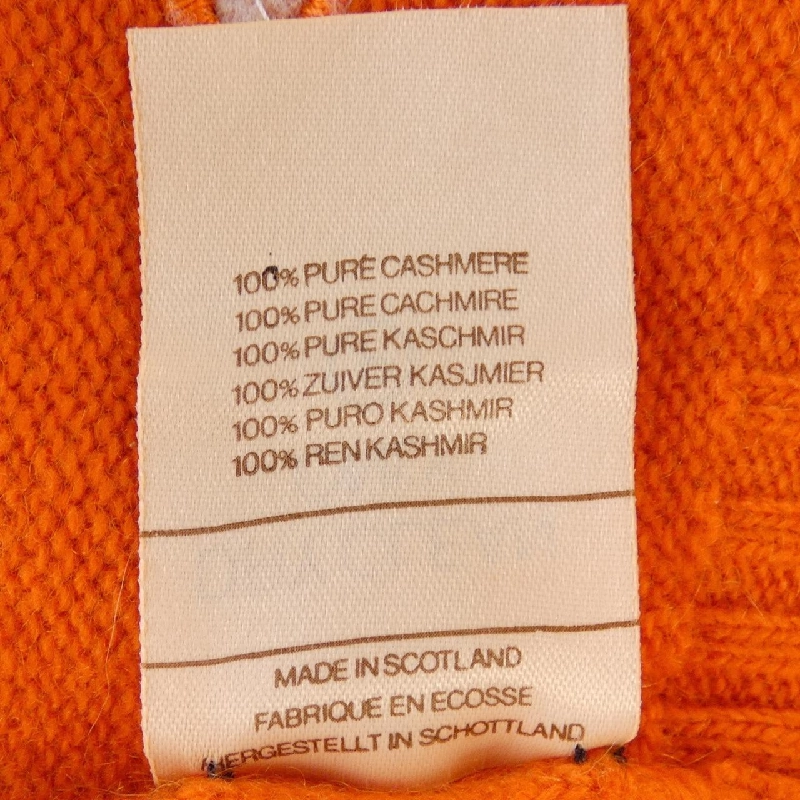 100% PURE CASHMERE
100% PURE CACHMIRE
100% PURE KASCHMIR
100% ZUIVER KASJMIER
100% PURO KASHMIR
100% REN KASHMIR
MADE IN SCOTLAND
FABRIQUE EN ECOSSE
HERGESTELLT IN SCHOTTLAND